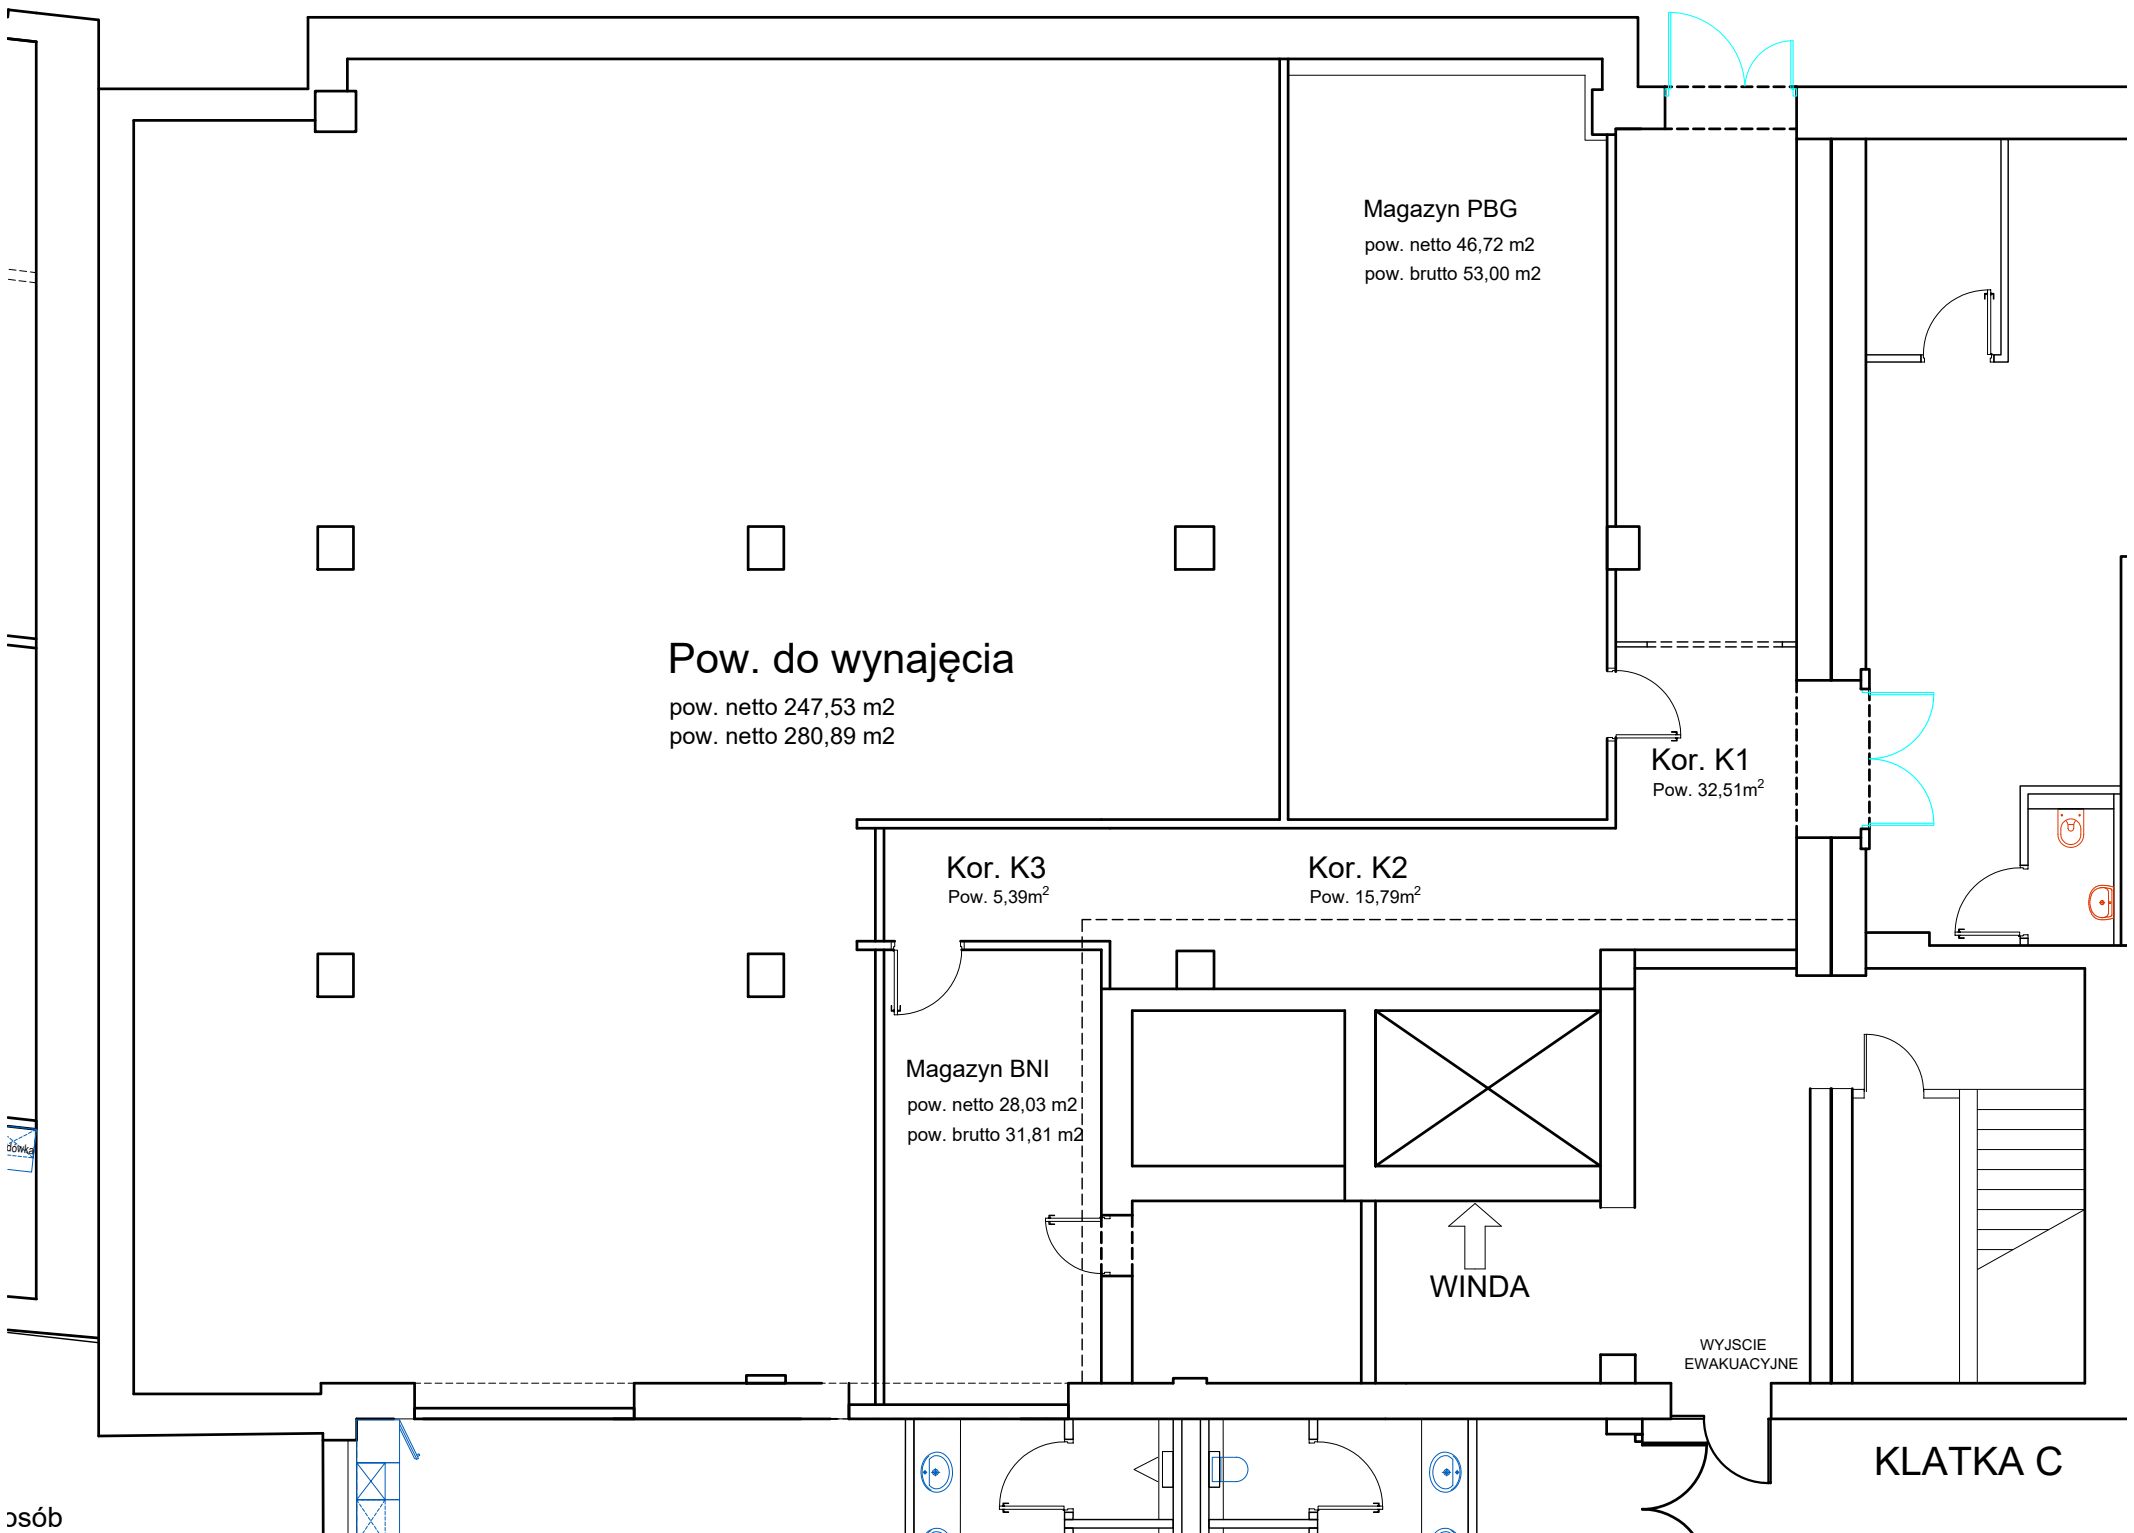 Magazyn PBG
pow. netto 46,72 m2
pow. brutto 53,00 m2
Pow. do wynajęcia
pow. netto 247,53 m2
pow. netto 280,89 m2
Kor. K1
Pow. 32,51m²
Kor. K3
Pow. 5,39m²
Kor. K2
Pow. 15,79m²
Magazyn BNI
pow. netto 28,03 m2
pow. brutto 31,81 m2
WINDA
WYJSCIE
EWAKUACYJNE
KLATKA C
osób